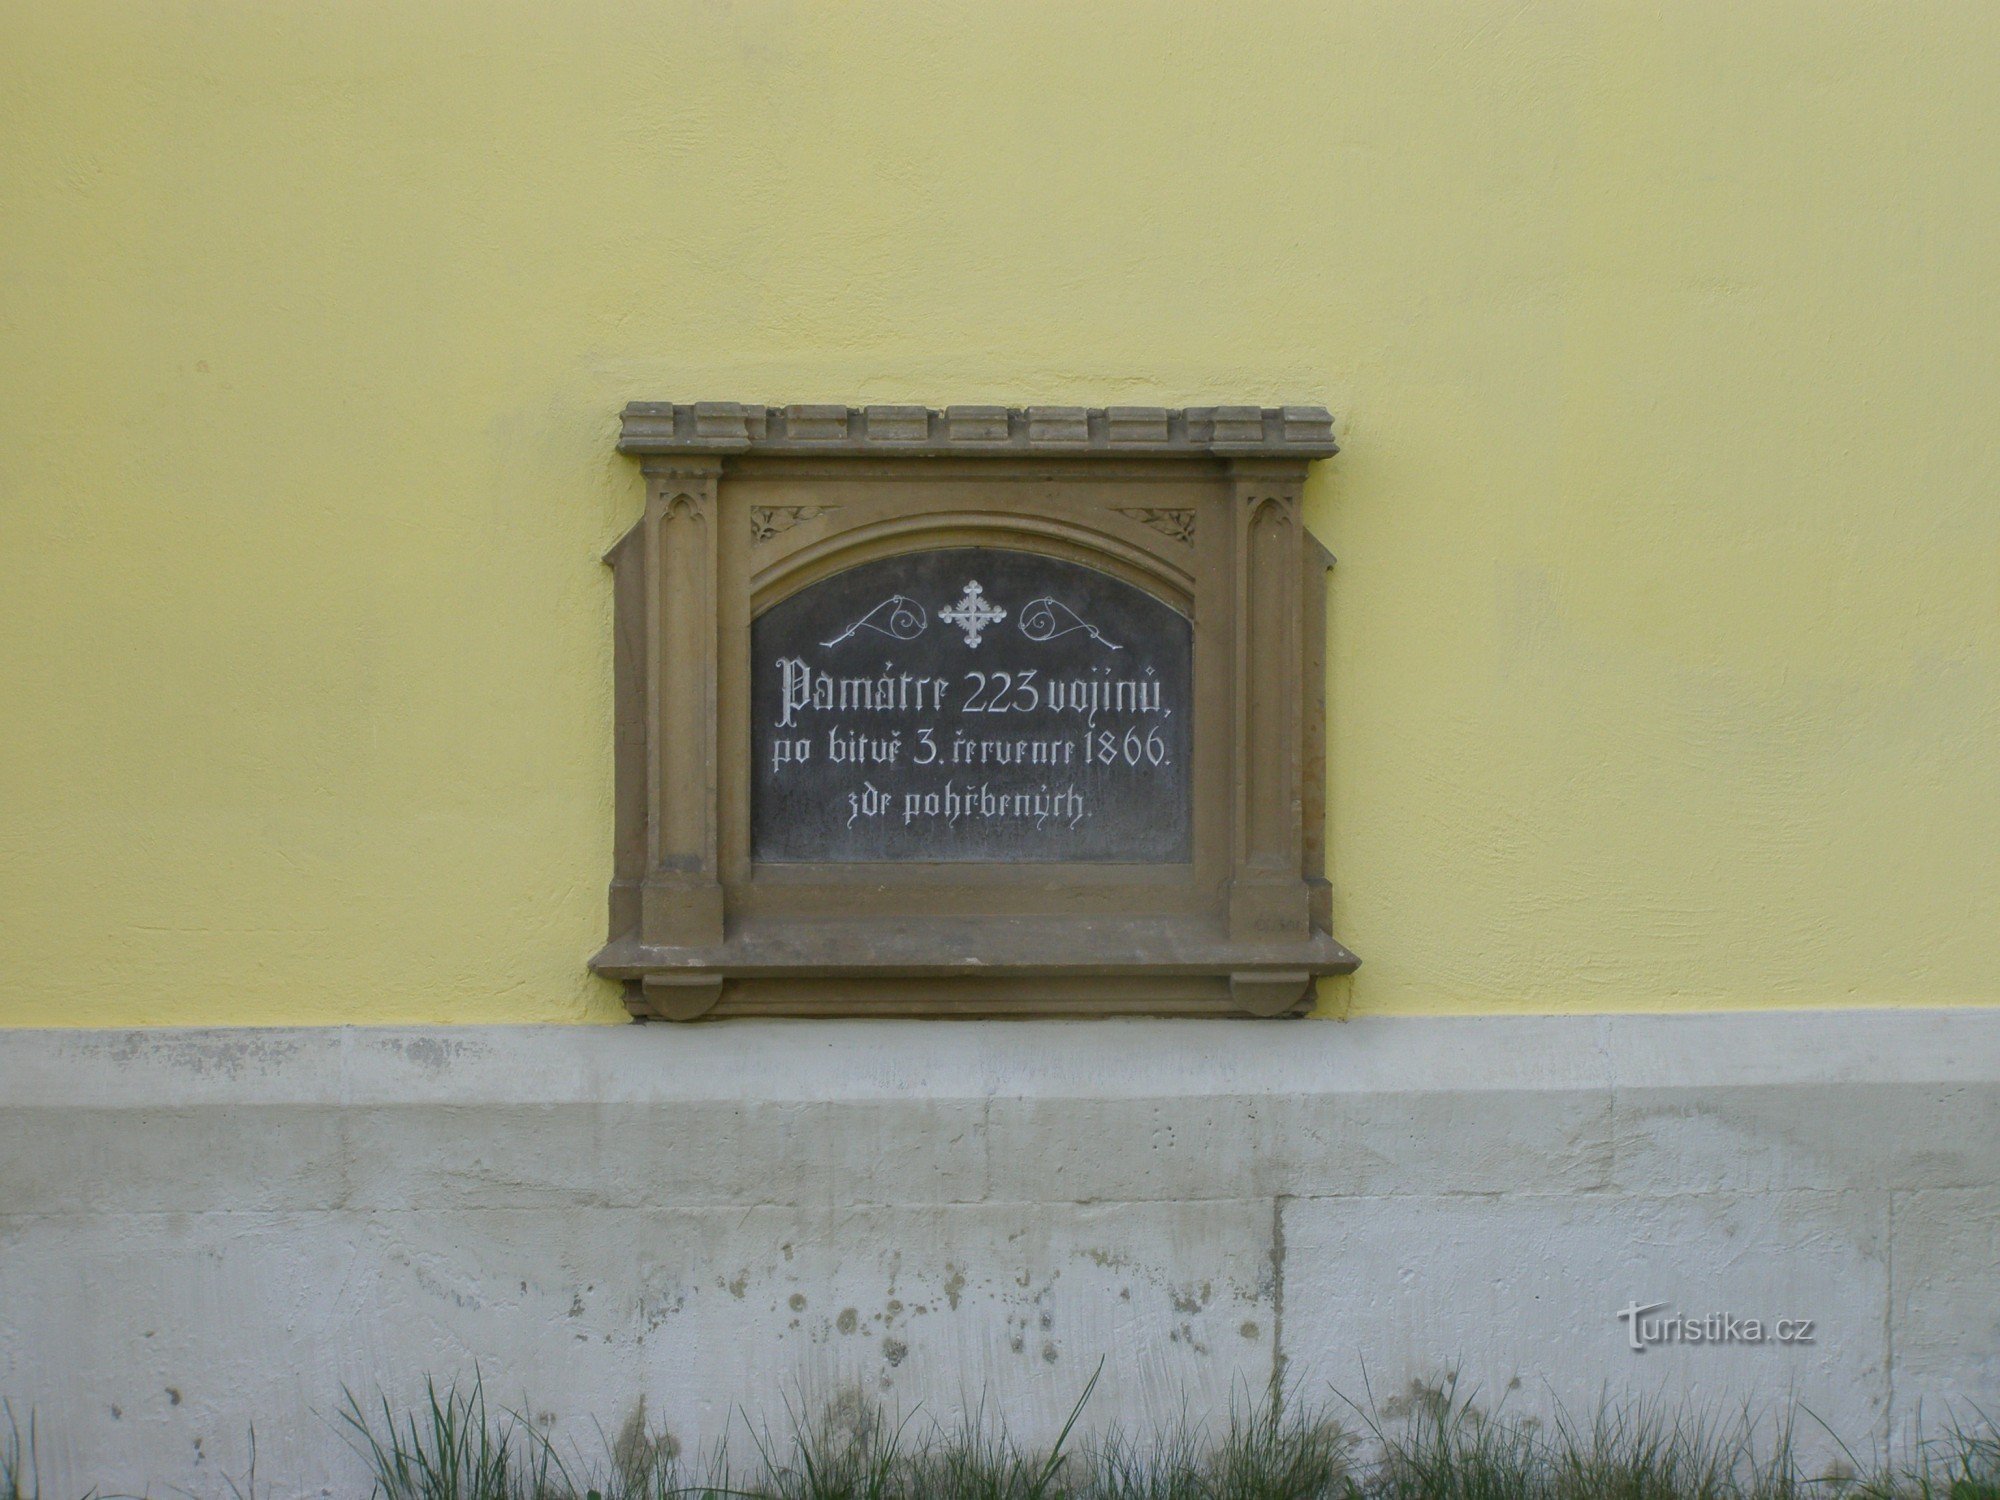 Památce 223 vojínů,
po bitvě 3. července 1866.
zde pohřbených.
Turistika.cz